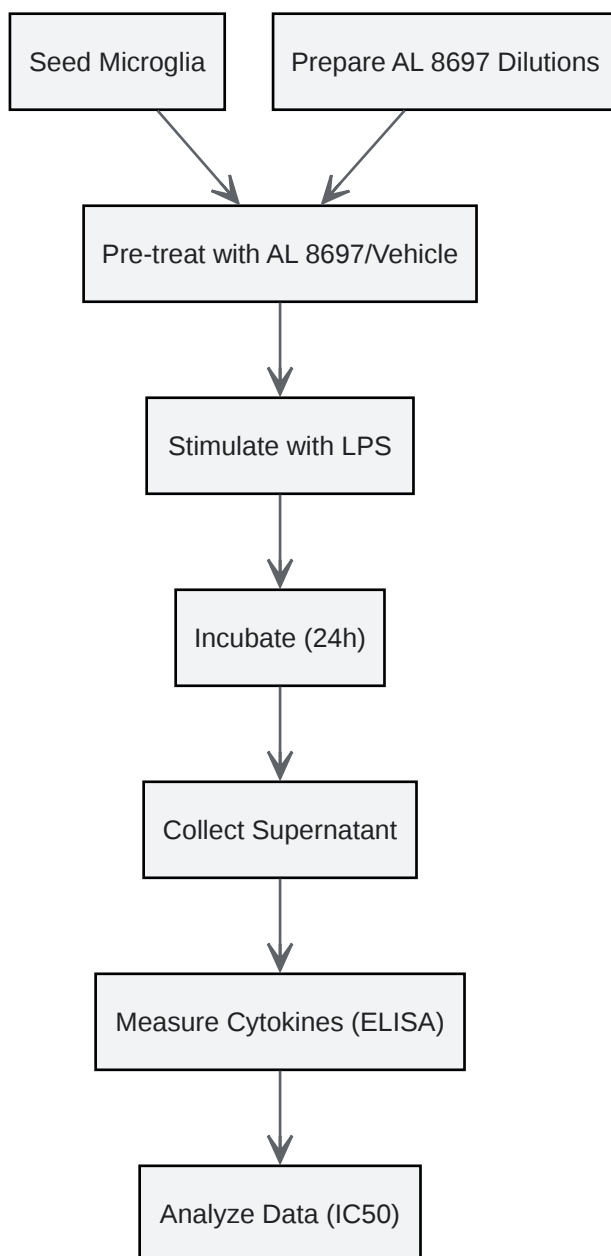 Seed Microglia
Prepare AL 8697 Dilutions
Pre-treat with AL 8697/Vehicle
Stimulate with LPS
Incubate (24h)
Collect Supernatant
Measure Cytokines (ELISA)
Analyze Data (IC50)